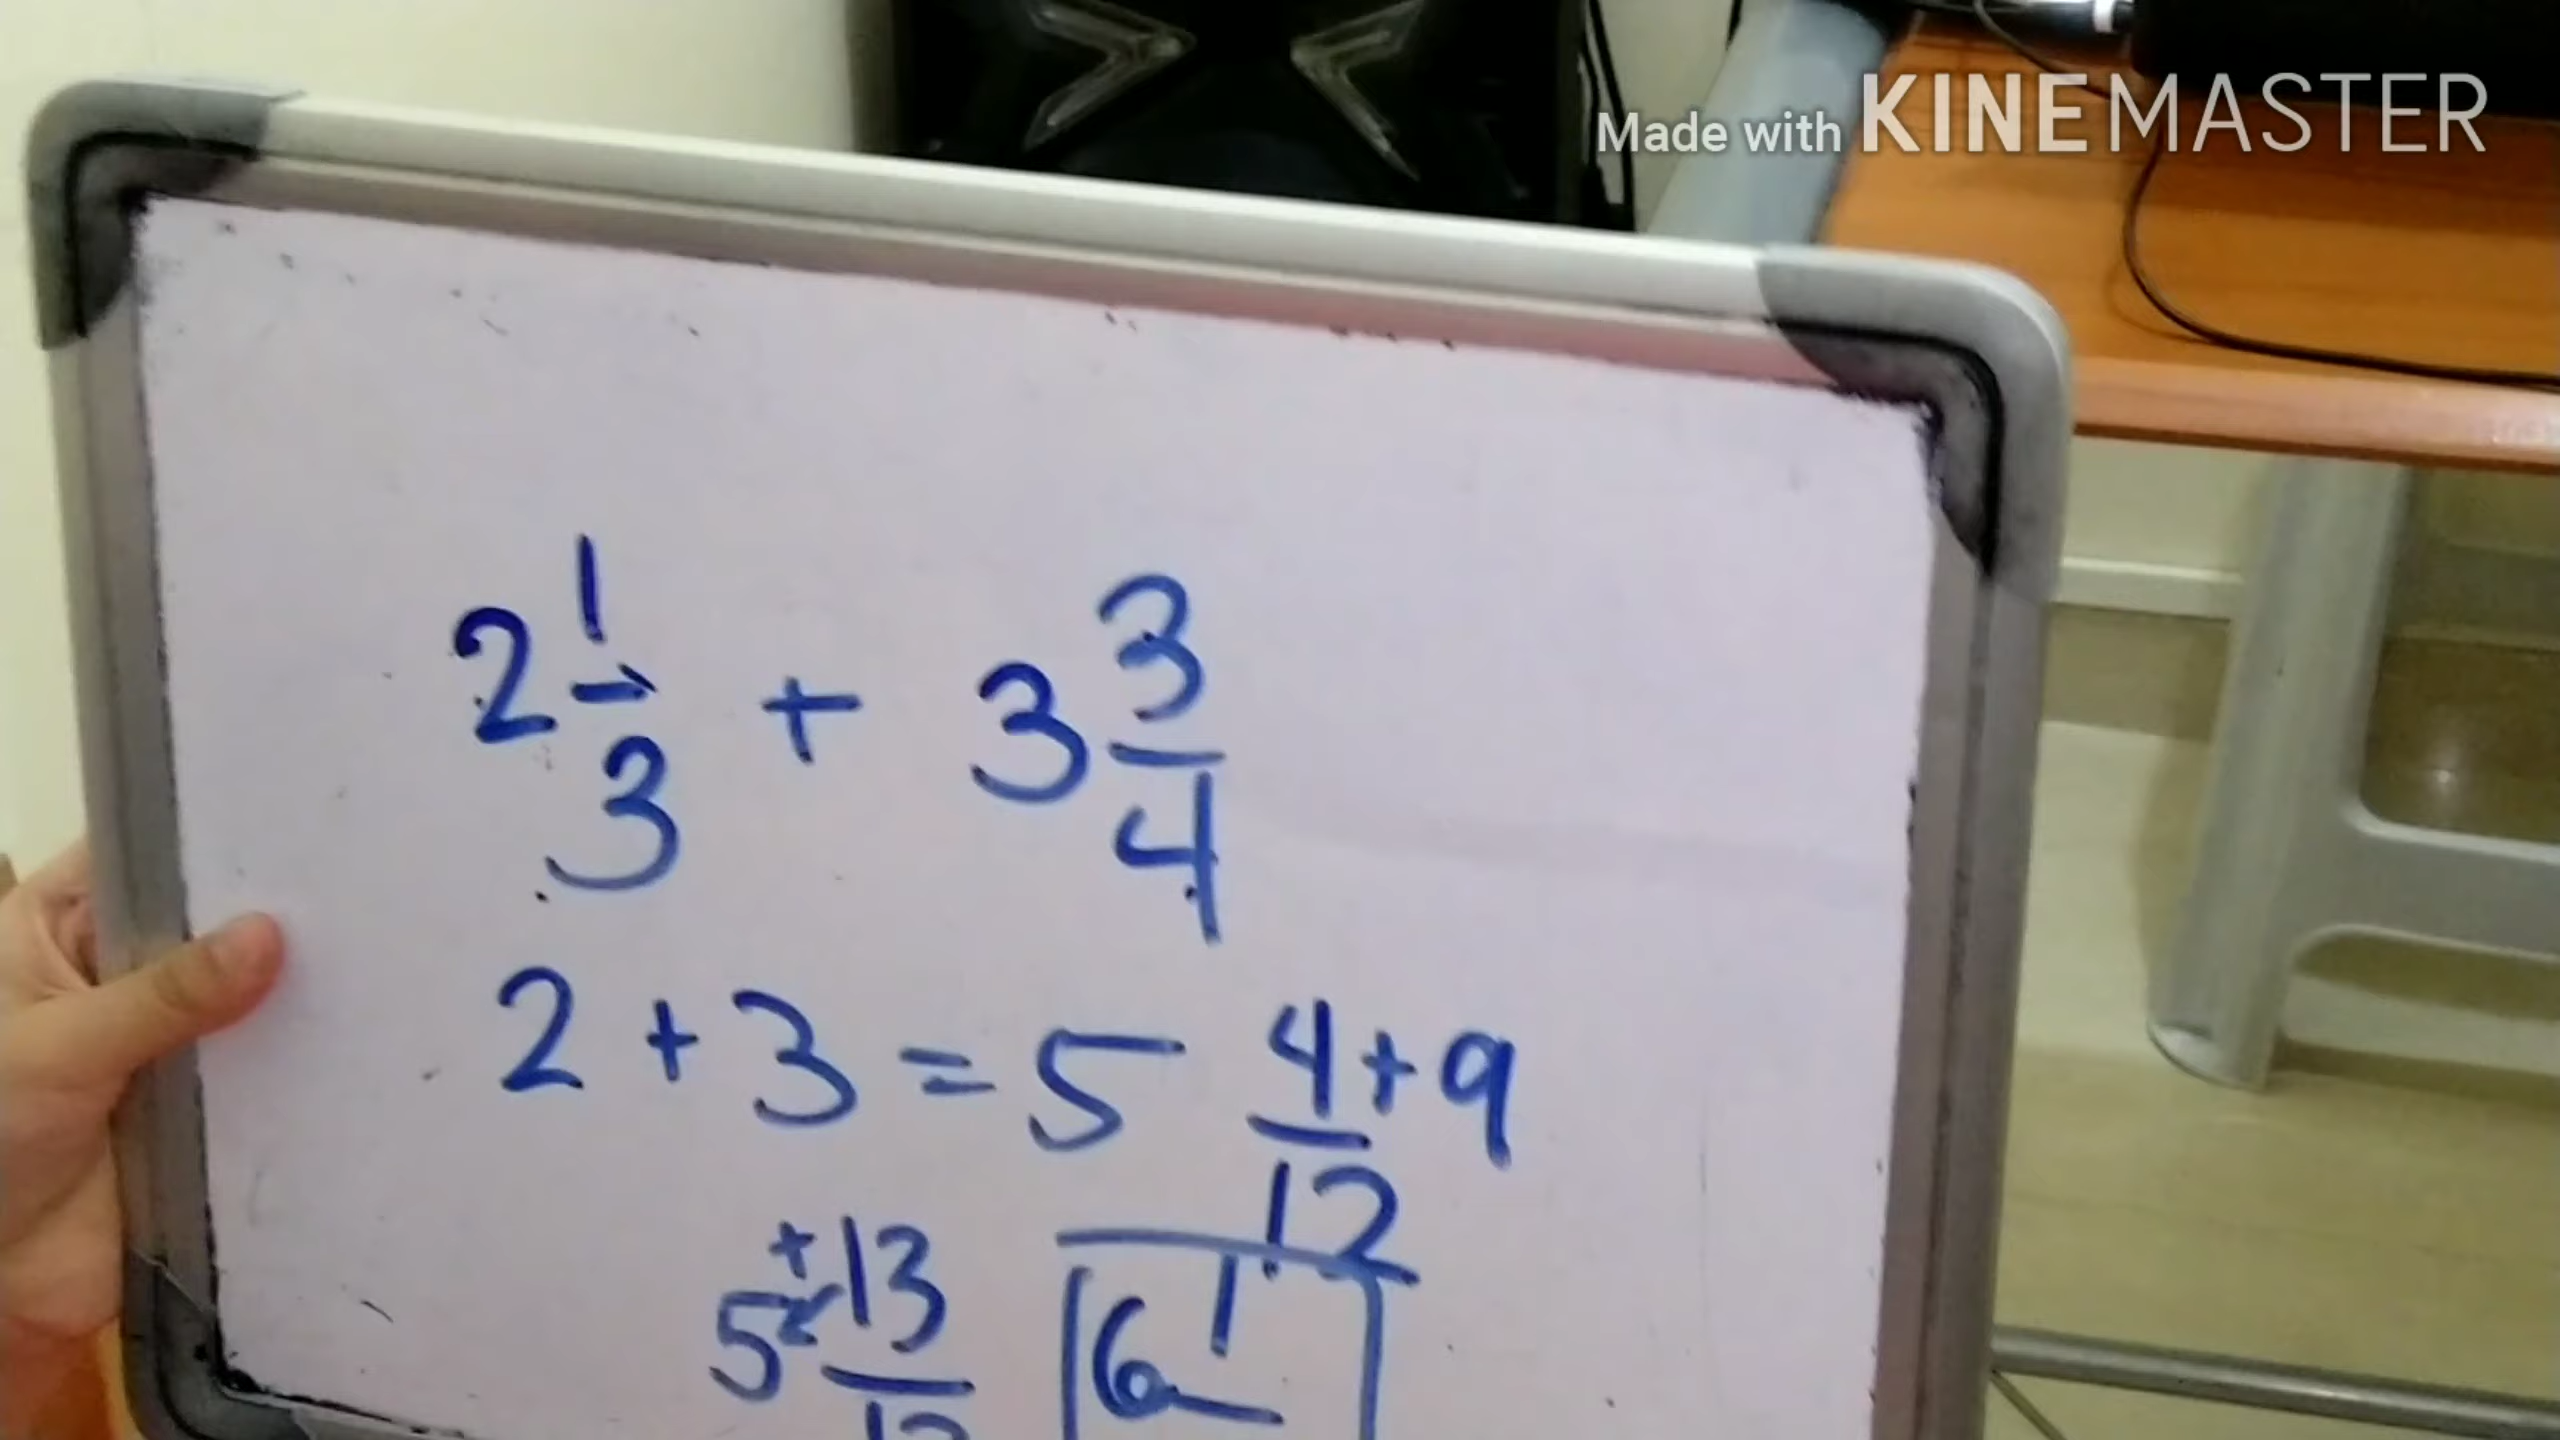 Made with KINEMASTER
2 1/3 + 3 3/4
2 + 3 = 5 4+9/12
5 + 13/12
6 1